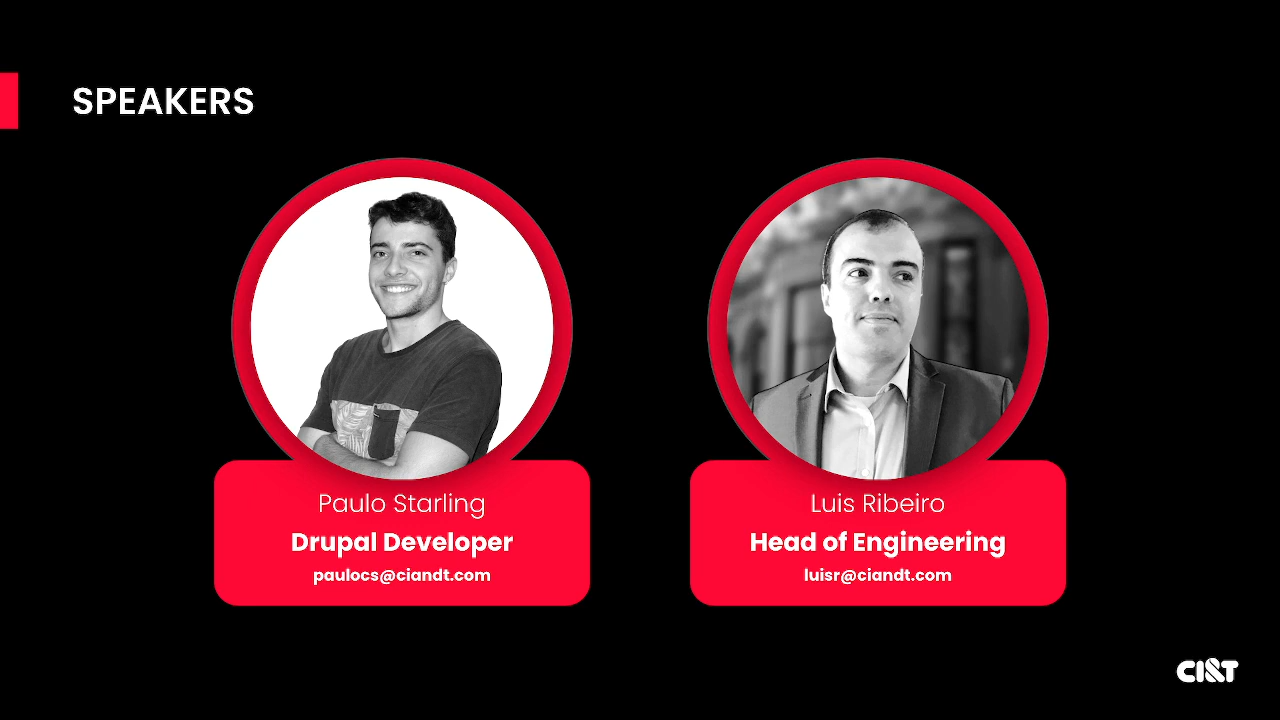 SPEAKERS
Paulo Starling
Drupal Developer
paulocs@ciandt.com
Luis Ribeiro
Head of Engineering
luisr@ciandt.com
CI&T